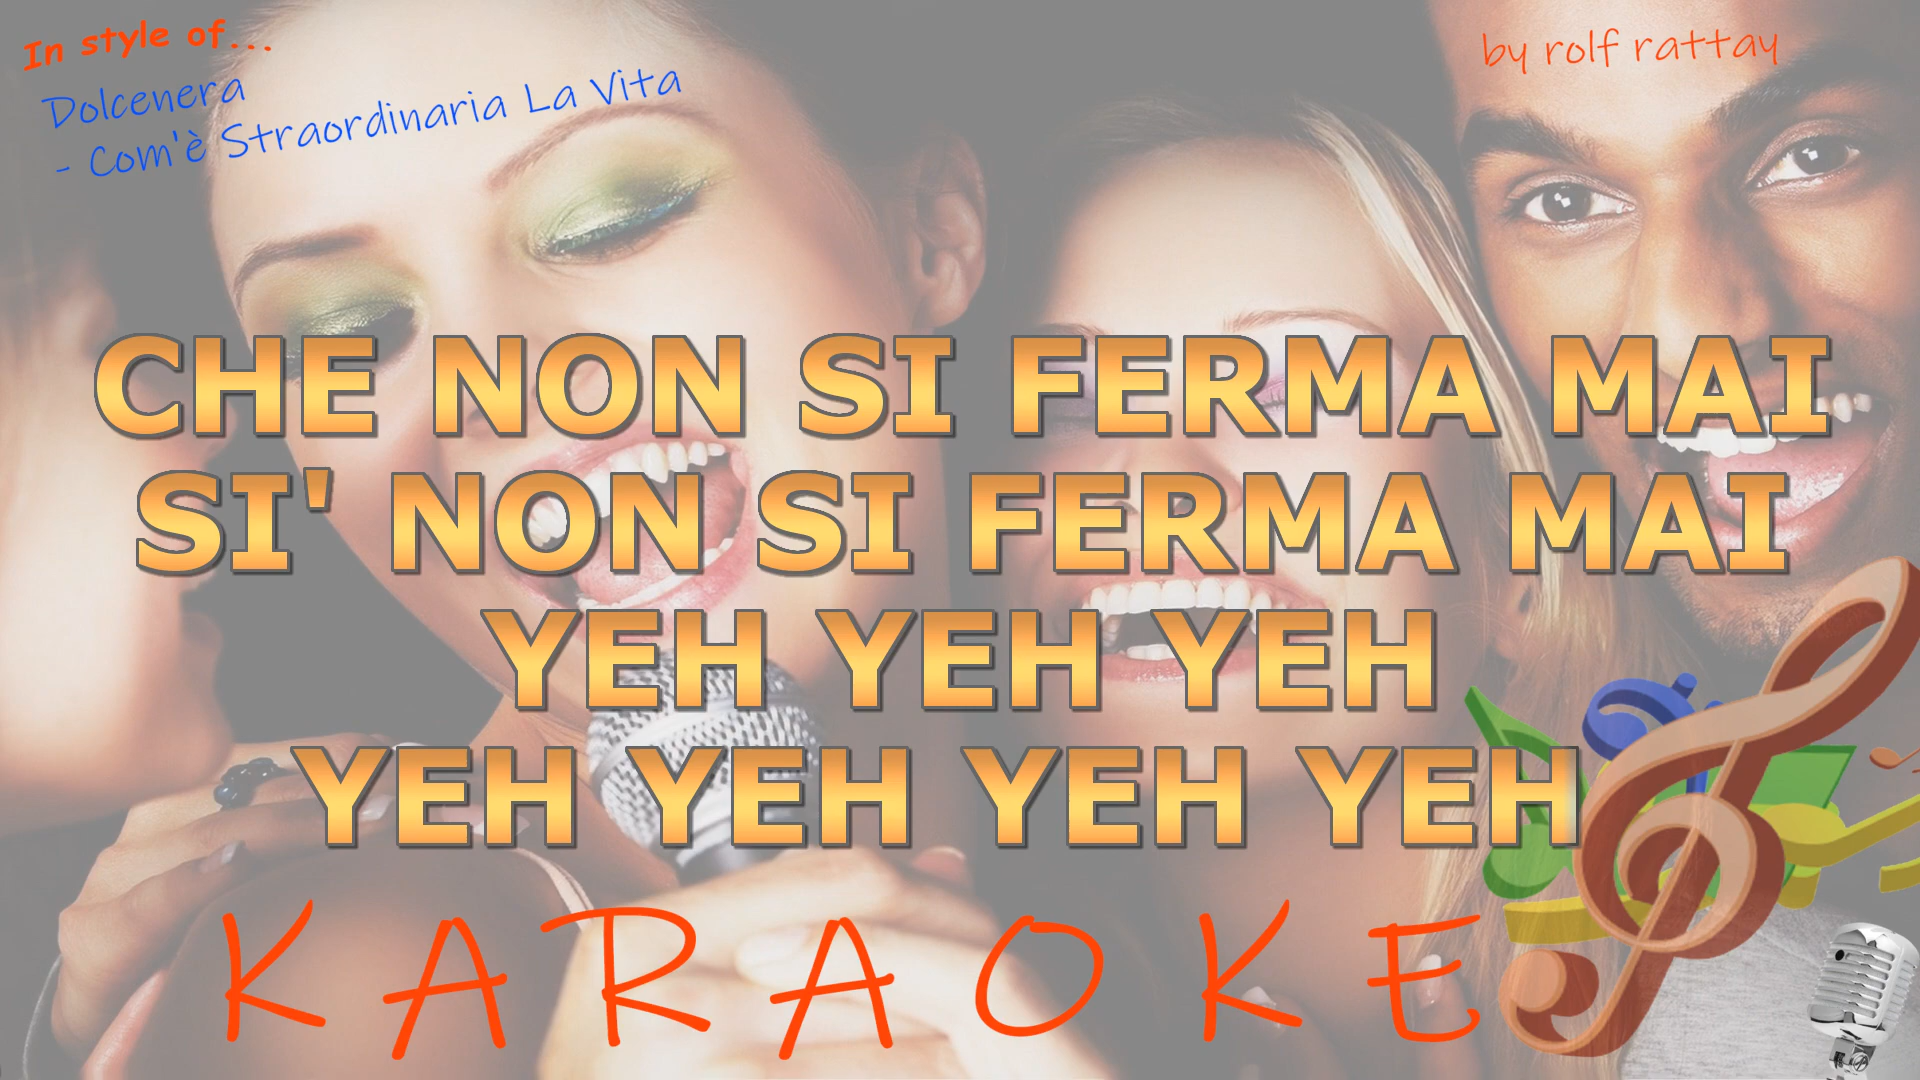 In style of...
Dolcenera
- Com'è Straordinaria La Vita
by rolf rattay
CHE NON SI FERMA MAI
SI' NON SI FERMA MAI
YEH YEH YEH
YEH YEH YEH YEH
KARAOKE